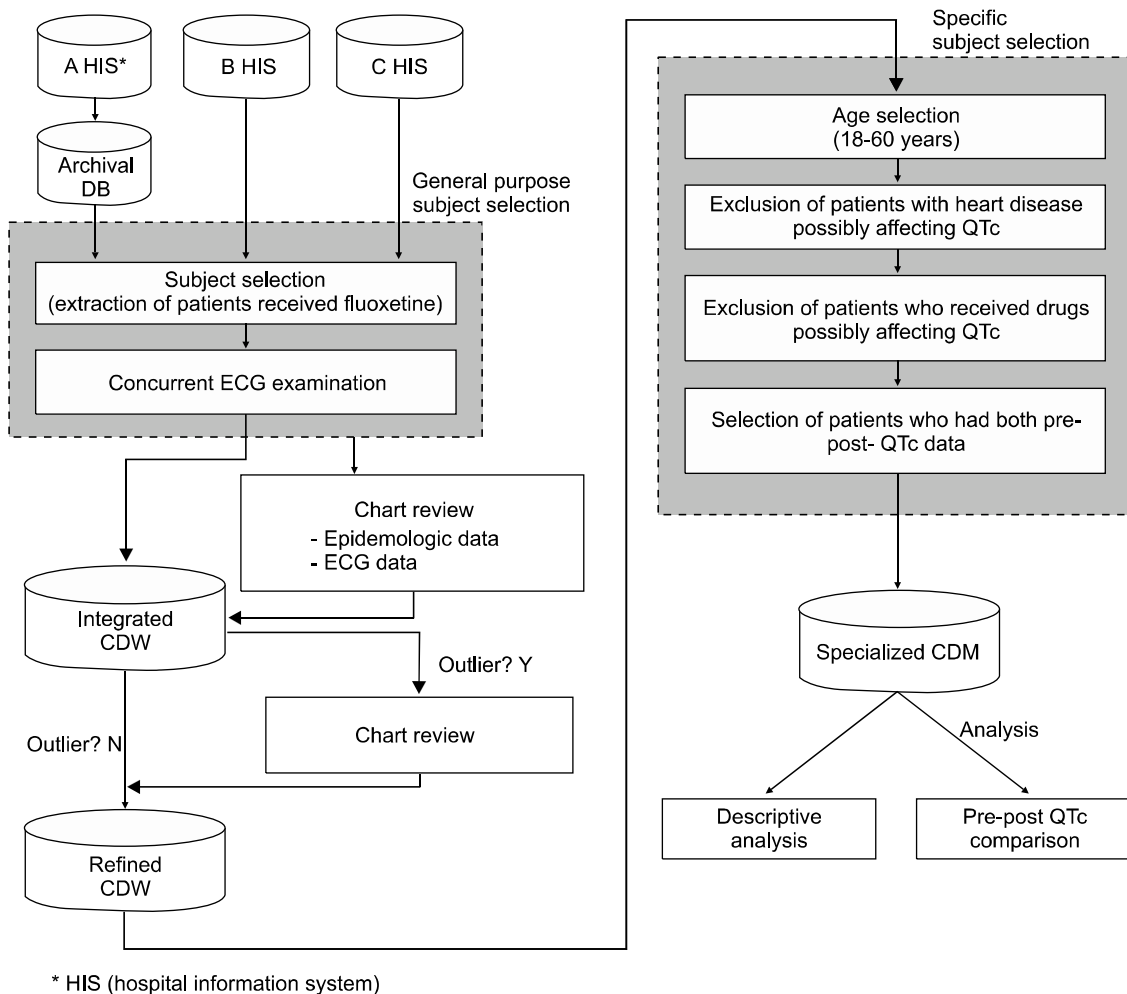 A HIS*
B HIS
C HIS
Archival
DB
General purpose
subject selection
Subject selection
(extraction of patients received fluoxetine)
Concurrent ECG examination
Chart review
- Epidemiologic data
- ECG data
Integrated
CDW
Outlier? Y
Chart review
Outlier? N
Refined
CDW
Specific
subject selection
Age selection
(18-60 years)
Exclusion of patients with heart disease
possibly affecting QTc
Exclusion of patients who received drugs
possibly affecting QTc
Selection of patients who had both pre-
post- QTc data
Specialized CDM
Analysis
Descriptive
analysis
Pre-post QTc
comparison
* HIS (hospital information system)